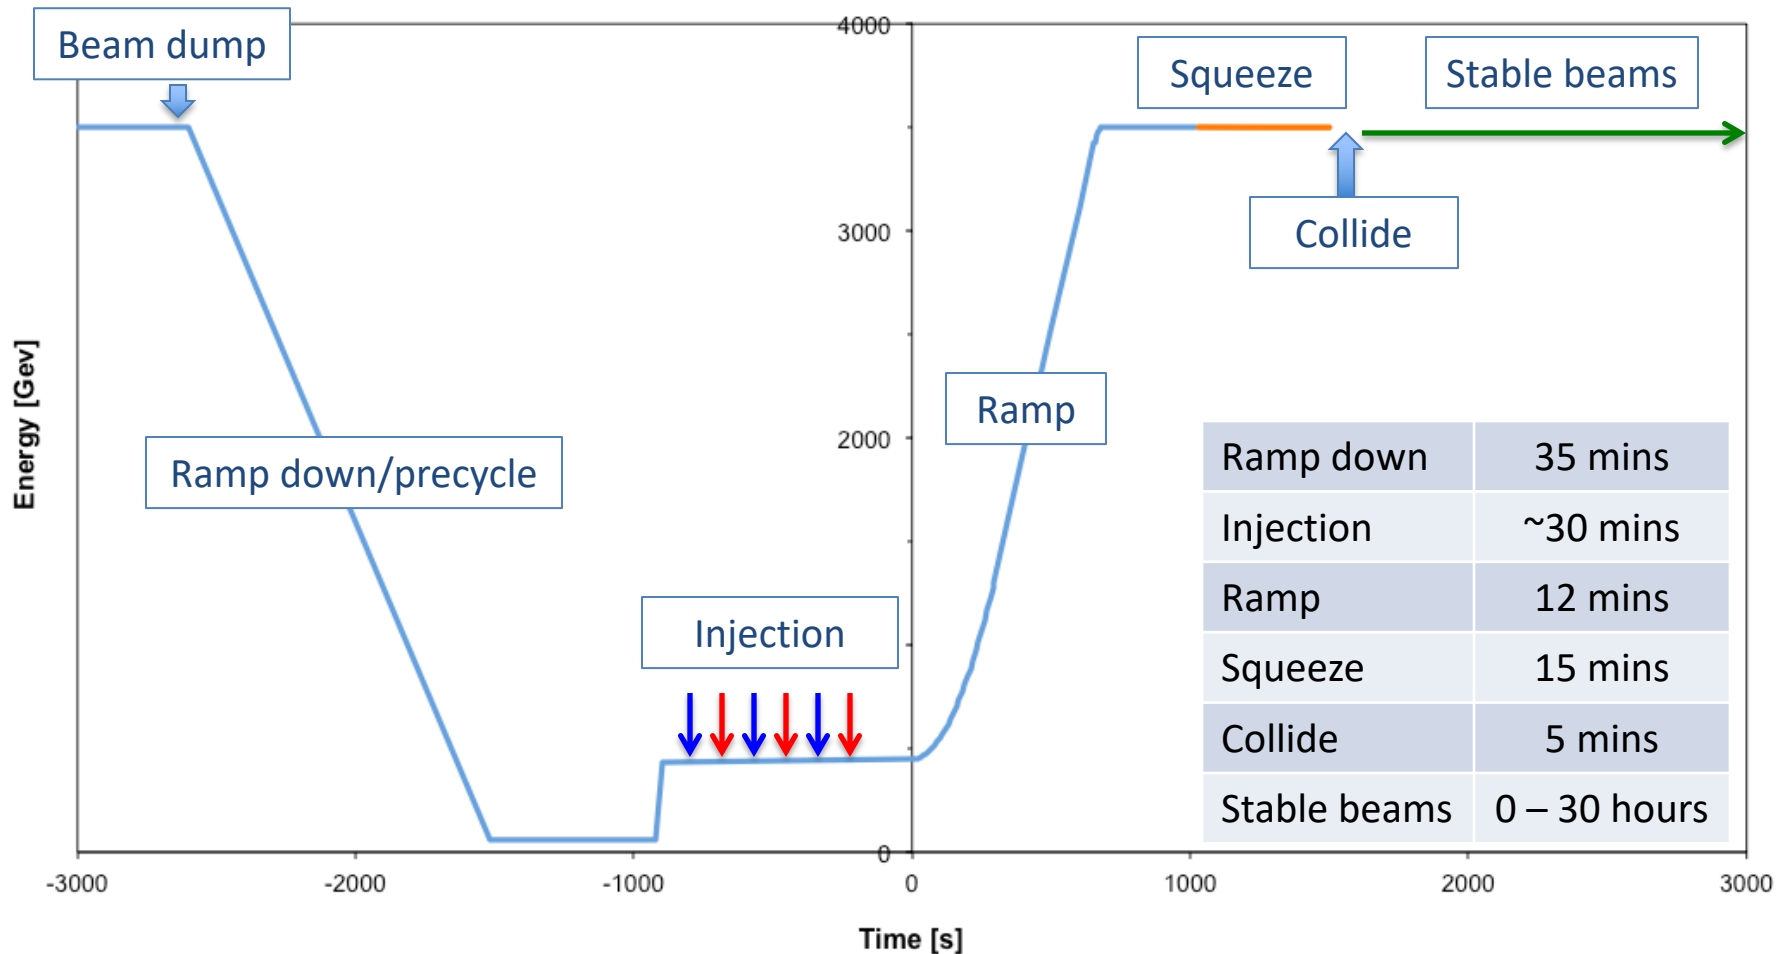 Beam dump
4000
Squeeze
Stable beams
3000
Collide
Energy [Gev]
Ramp
2000
Ramp down/precycle
Ramp down 35 mins
Injection ~30 mins
Ramp 12 mins
Squeeze 15 mins
Collide 5 mins
Stable beams 0 – 30 hours
Injection
0
-3000 -2000 -1000 0 1000 2000 3000
Time [s]